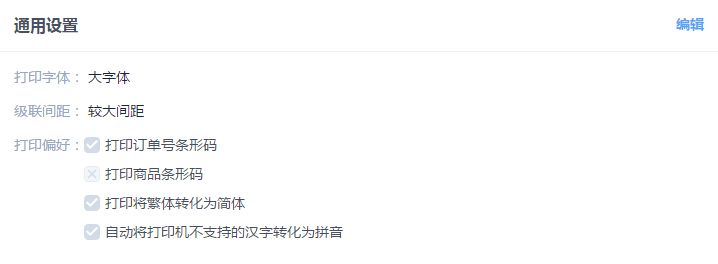 通用设置 编辑
打印字体： 大字体
级联间距： 较大间距
打印偏好： 打印订单号条形码
打印商品条形码
打印将繁体转化为简体
自动将打印机不支持的汉字转化为拼音